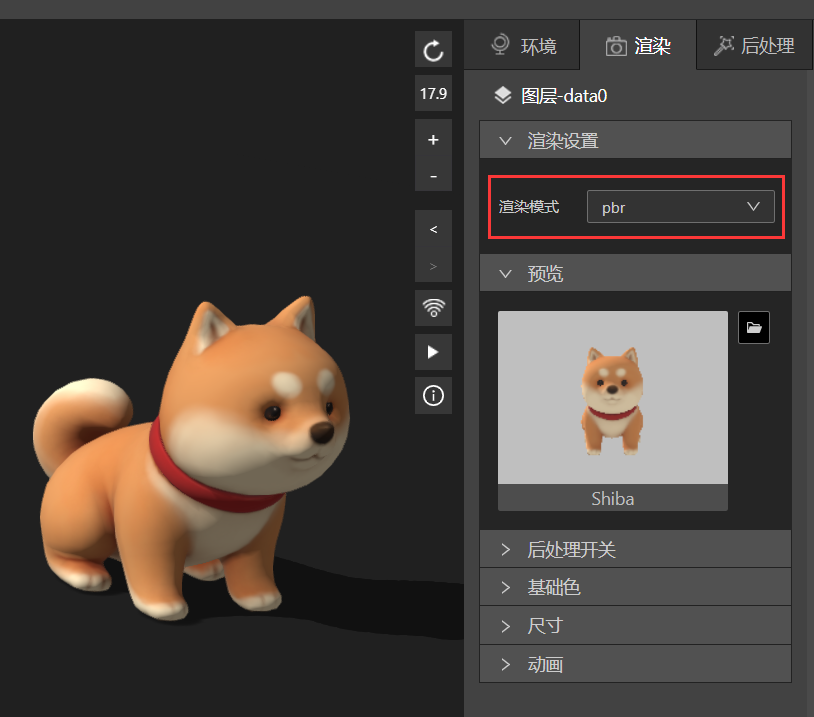 环境
渲染
后处理
17.9
+
-
<
>
图层-data0
渲染设置
渲染模式
pbr
预览
Shiba
后处理开关
基础色
尺寸
动画